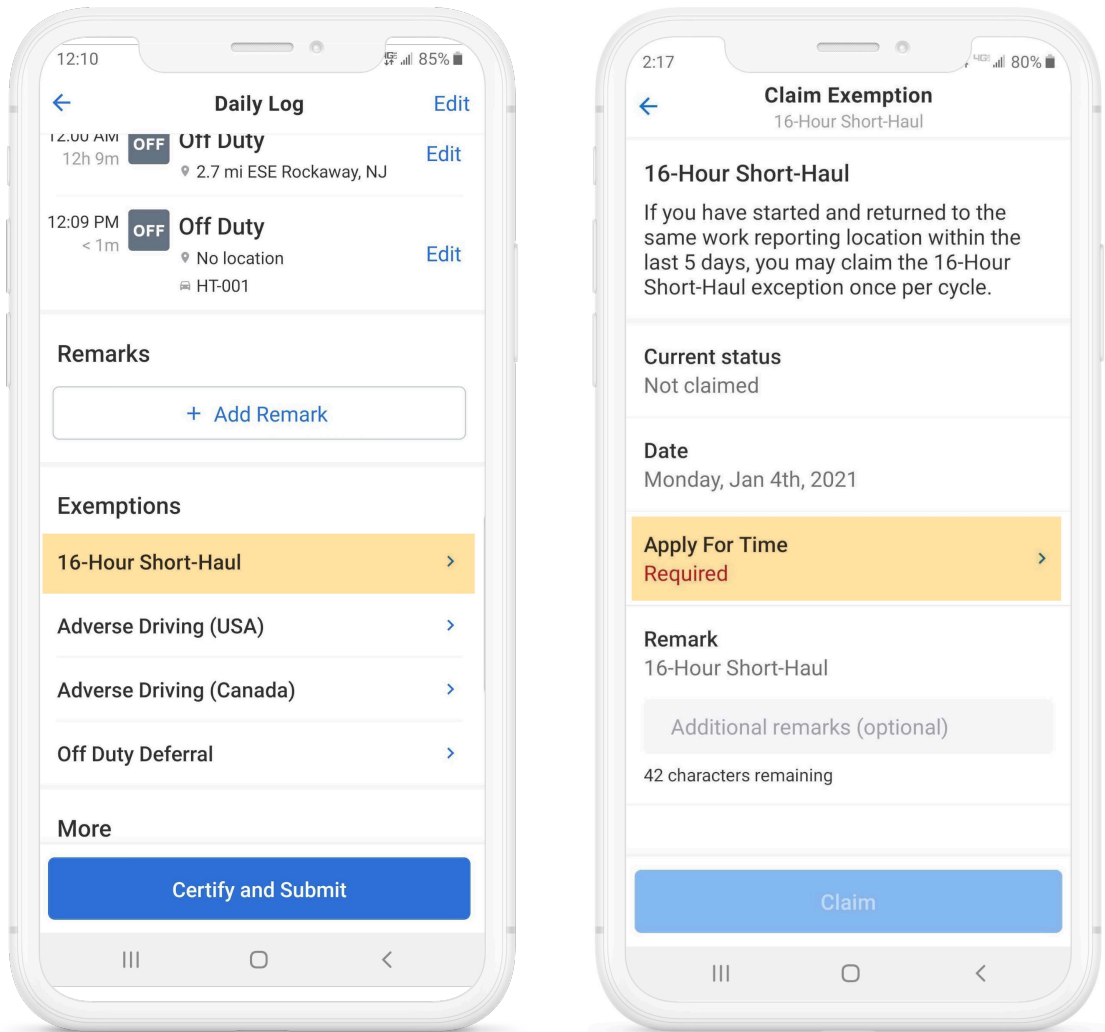 12:10
85%
Daily Log
Edit
12:00 AM
OFF
Off Duty
12h 9m
2.7 mi ESE Rockaway, NJ
Edit
12:09 PM
OFF
Off Duty
< 1m
No location
Edit
HT-001
Remarks
+ Add Remark
Exemptions
16-Hour Short-Haul
Adverse Driving (USA)
Adverse Driving (Canada)
Off Duty Deferral
More
Certify and Submit
2:17
4GE 80%
Claim Exemption
16-Hour Short-Haul
16-Hour Short-Haul
If you have started and returned to the
same work reporting location within the
last 5 days, you may claim the 16-Hour
Short-Haul exception once per cycle.
Current status
Not claimed
Date
Monday, Jan 4th, 2021
Apply For Time
Required
Remark
16-Hour Short-Haul
Additional remarks (optional)
42 characters remaining
Claim